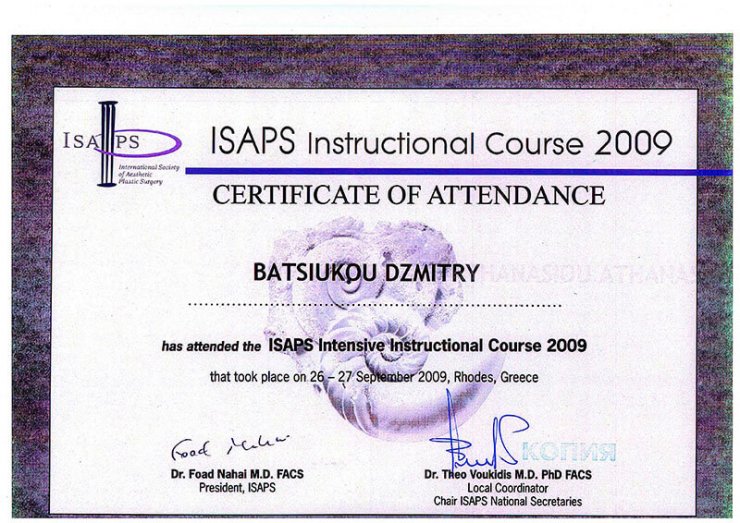 ISAPS
International Society
of Aesthetic
Plastic Surgery
ISAPS Instructional Course 2009
CERTIFICATE OF ATTENDANCE
BATSIUKOU DZMITRY
has attended the ISAPS Intensive Instructional Course 2009
that took place on 26 – 27 September 2009, Rhodes, Greece
Foad Nahai
КОПИЯ
Dr. Foad Nahai M.D. FACS
President, ISAPS
Dr. Theo Voukidis M.D. PhD FACS
Local Coordinator
Chair ISAPS National Secretaries